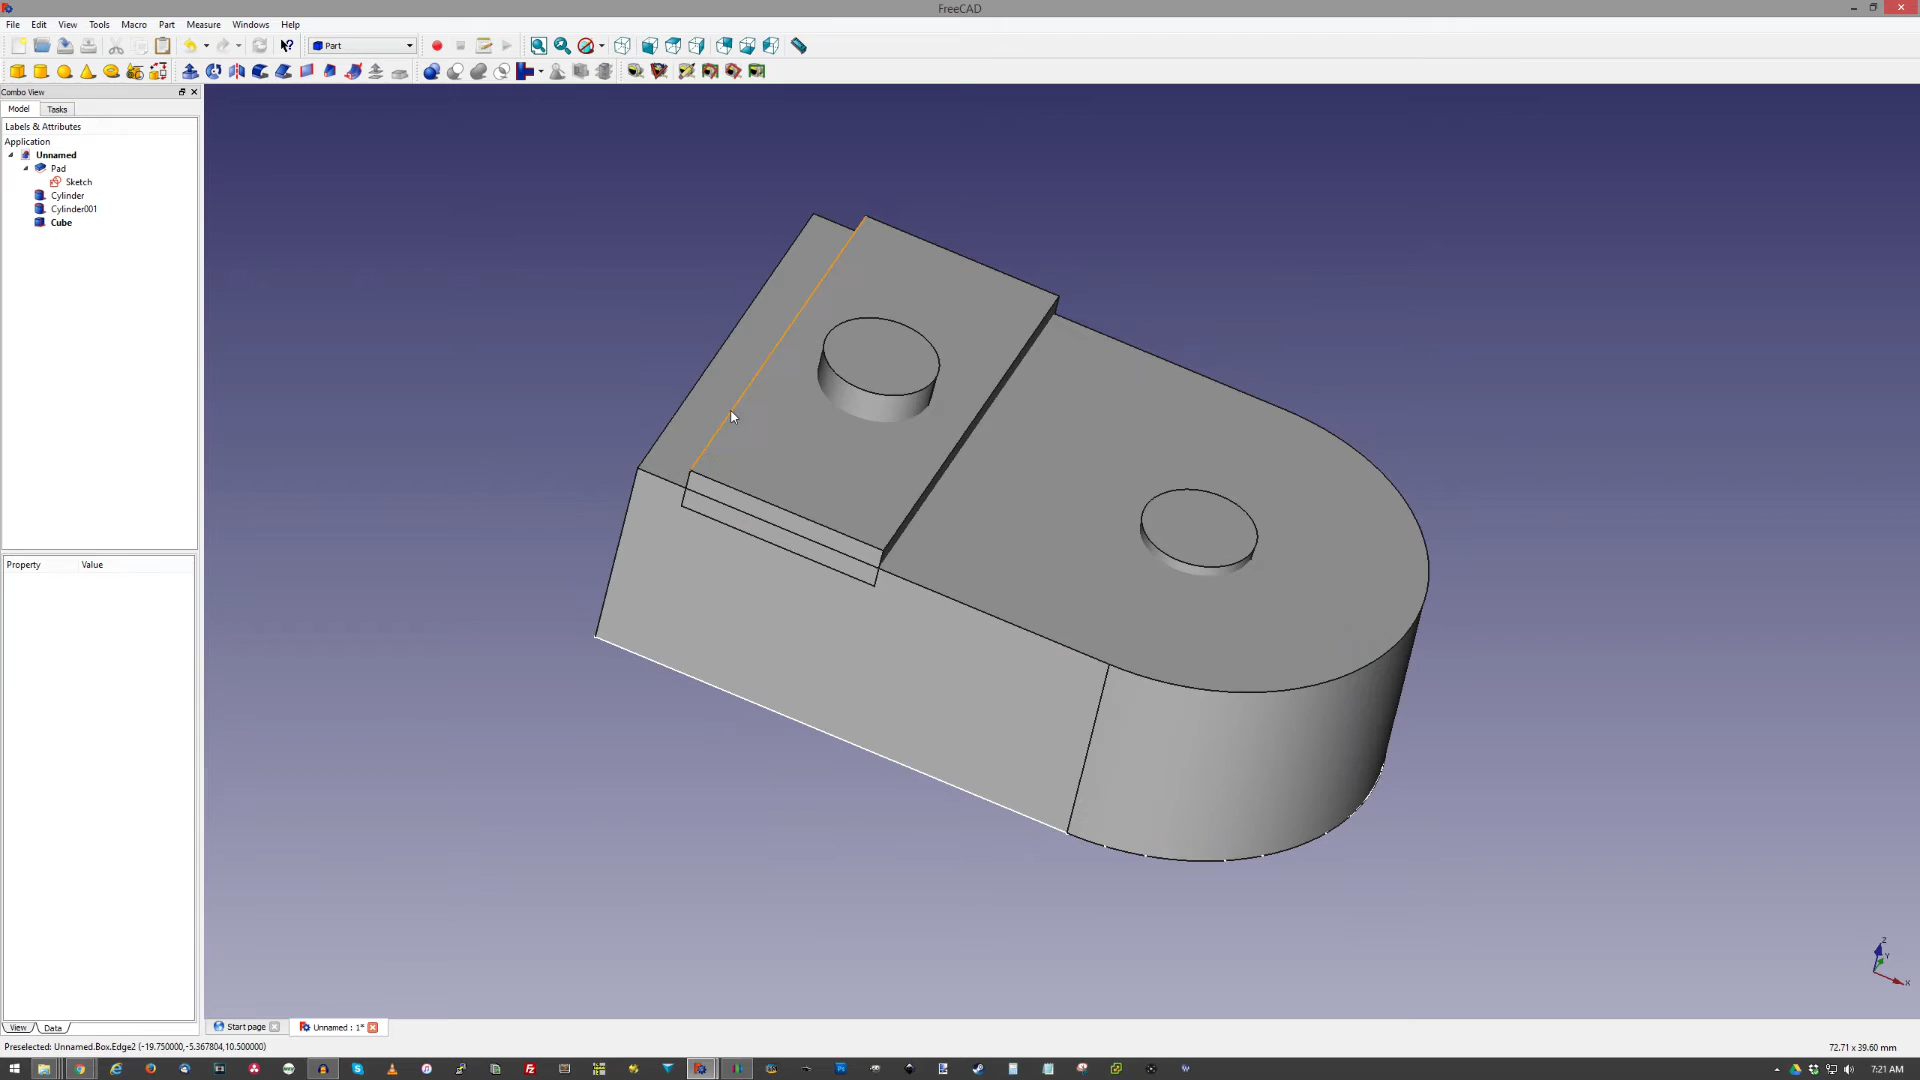 FreeCAD
File Edit View Tools Macro Part Measure Windows Help
Part
Combo View
Model Tasks
Labels & Attributes
Application
Unnamed
Pad
Sketch
Cylinder
Cylinder001
Cube
Property Value
Z
Y
X
View Data
Start page Unnamed : 1*
Preselected: Unnamed.Box.Edge2 (-19.750000,-5.367804,10.500000)
72.71 x 39.60 mm
7:21 AM